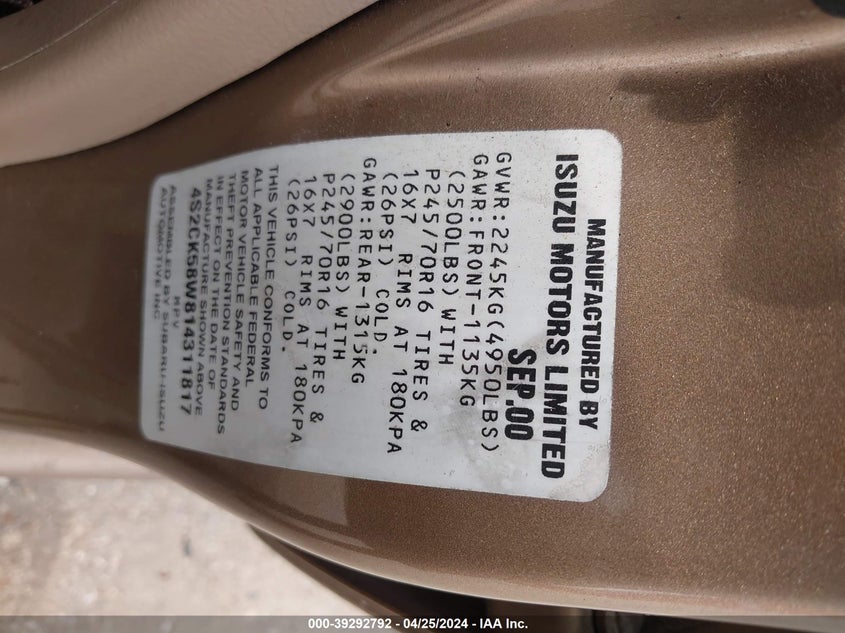 MANUFACTURED BY
ISUZU MOTORS LIMITED
SEP.00
GVWR:2245KG(4950LBS)
GAWR:FRONT-1135KG
(2500LBS) WITH
P245/70R16 TIRES &
16X7 RIMS AT 180KPA
(26PSI) COLD.
GAWR:REAR-1315KG
(2900LBS) WITH
P245/70R16 TIRES &
16X7 RIMS AT 180KPA
(26PSI) COLD.
THIS VEHICLE CONFORMS TO
ALL APPLICABLE FEDERAL
MOTOR VEHICLE SAFETY AND
THEFT PREVENTION STANDARDS
IN EFFECT ON THE DATE OF
MANUFACTURE SHOWN ABOVE
4S2CK58W814311817
MPV
ASSEMBLED BY SUBARU-ISUZU
AUTOMOTIVE INC
000-39292792 - 04/25/2024 - IAA Inc.